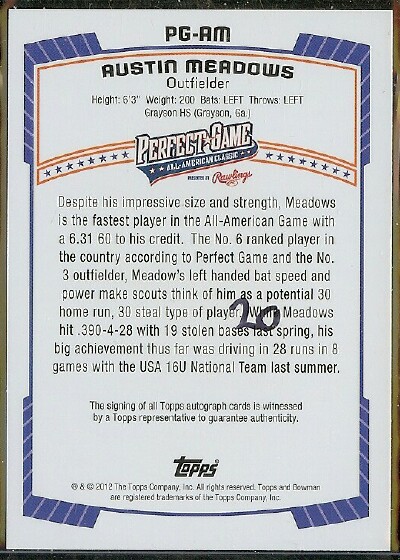 PG-AM
AUSTIN MEADOWS
Outfielder
Height: 6'3" Weight: 200 Bats: LEFT Throws: LEFT
Grayson HS (Grayson, Ga.)
PERFECT GAME
ALL-AMERICAN CLASSIC
PRESENTED BY Rawlings
Despite his impressive size and strength, Meadows
is the fastest player in the All-American Game with
a 6.31 60 to his credit. The No. 6 ranked player in
the country according to Perfect Game and the No.
3 outfielder, Meadow's left handed bat speed and
power make scouts think of him as a potential 30
home run, 30 steal type of player. While Meadows
hit .390-4-28 with 19 stolen bases last spring, his
big achievement thus far was driving in 28 runs in 8
games with the USA 16U National Team last summer.
20
The signing of all Topps autograph cards is witnessed
by a Topps representative to guarantee authenticity.
topps
® & © 2012 The Topps Company, Inc. All rights reserved. Topps and Bowman
are registered trademarks of the Topps Company, Inc.